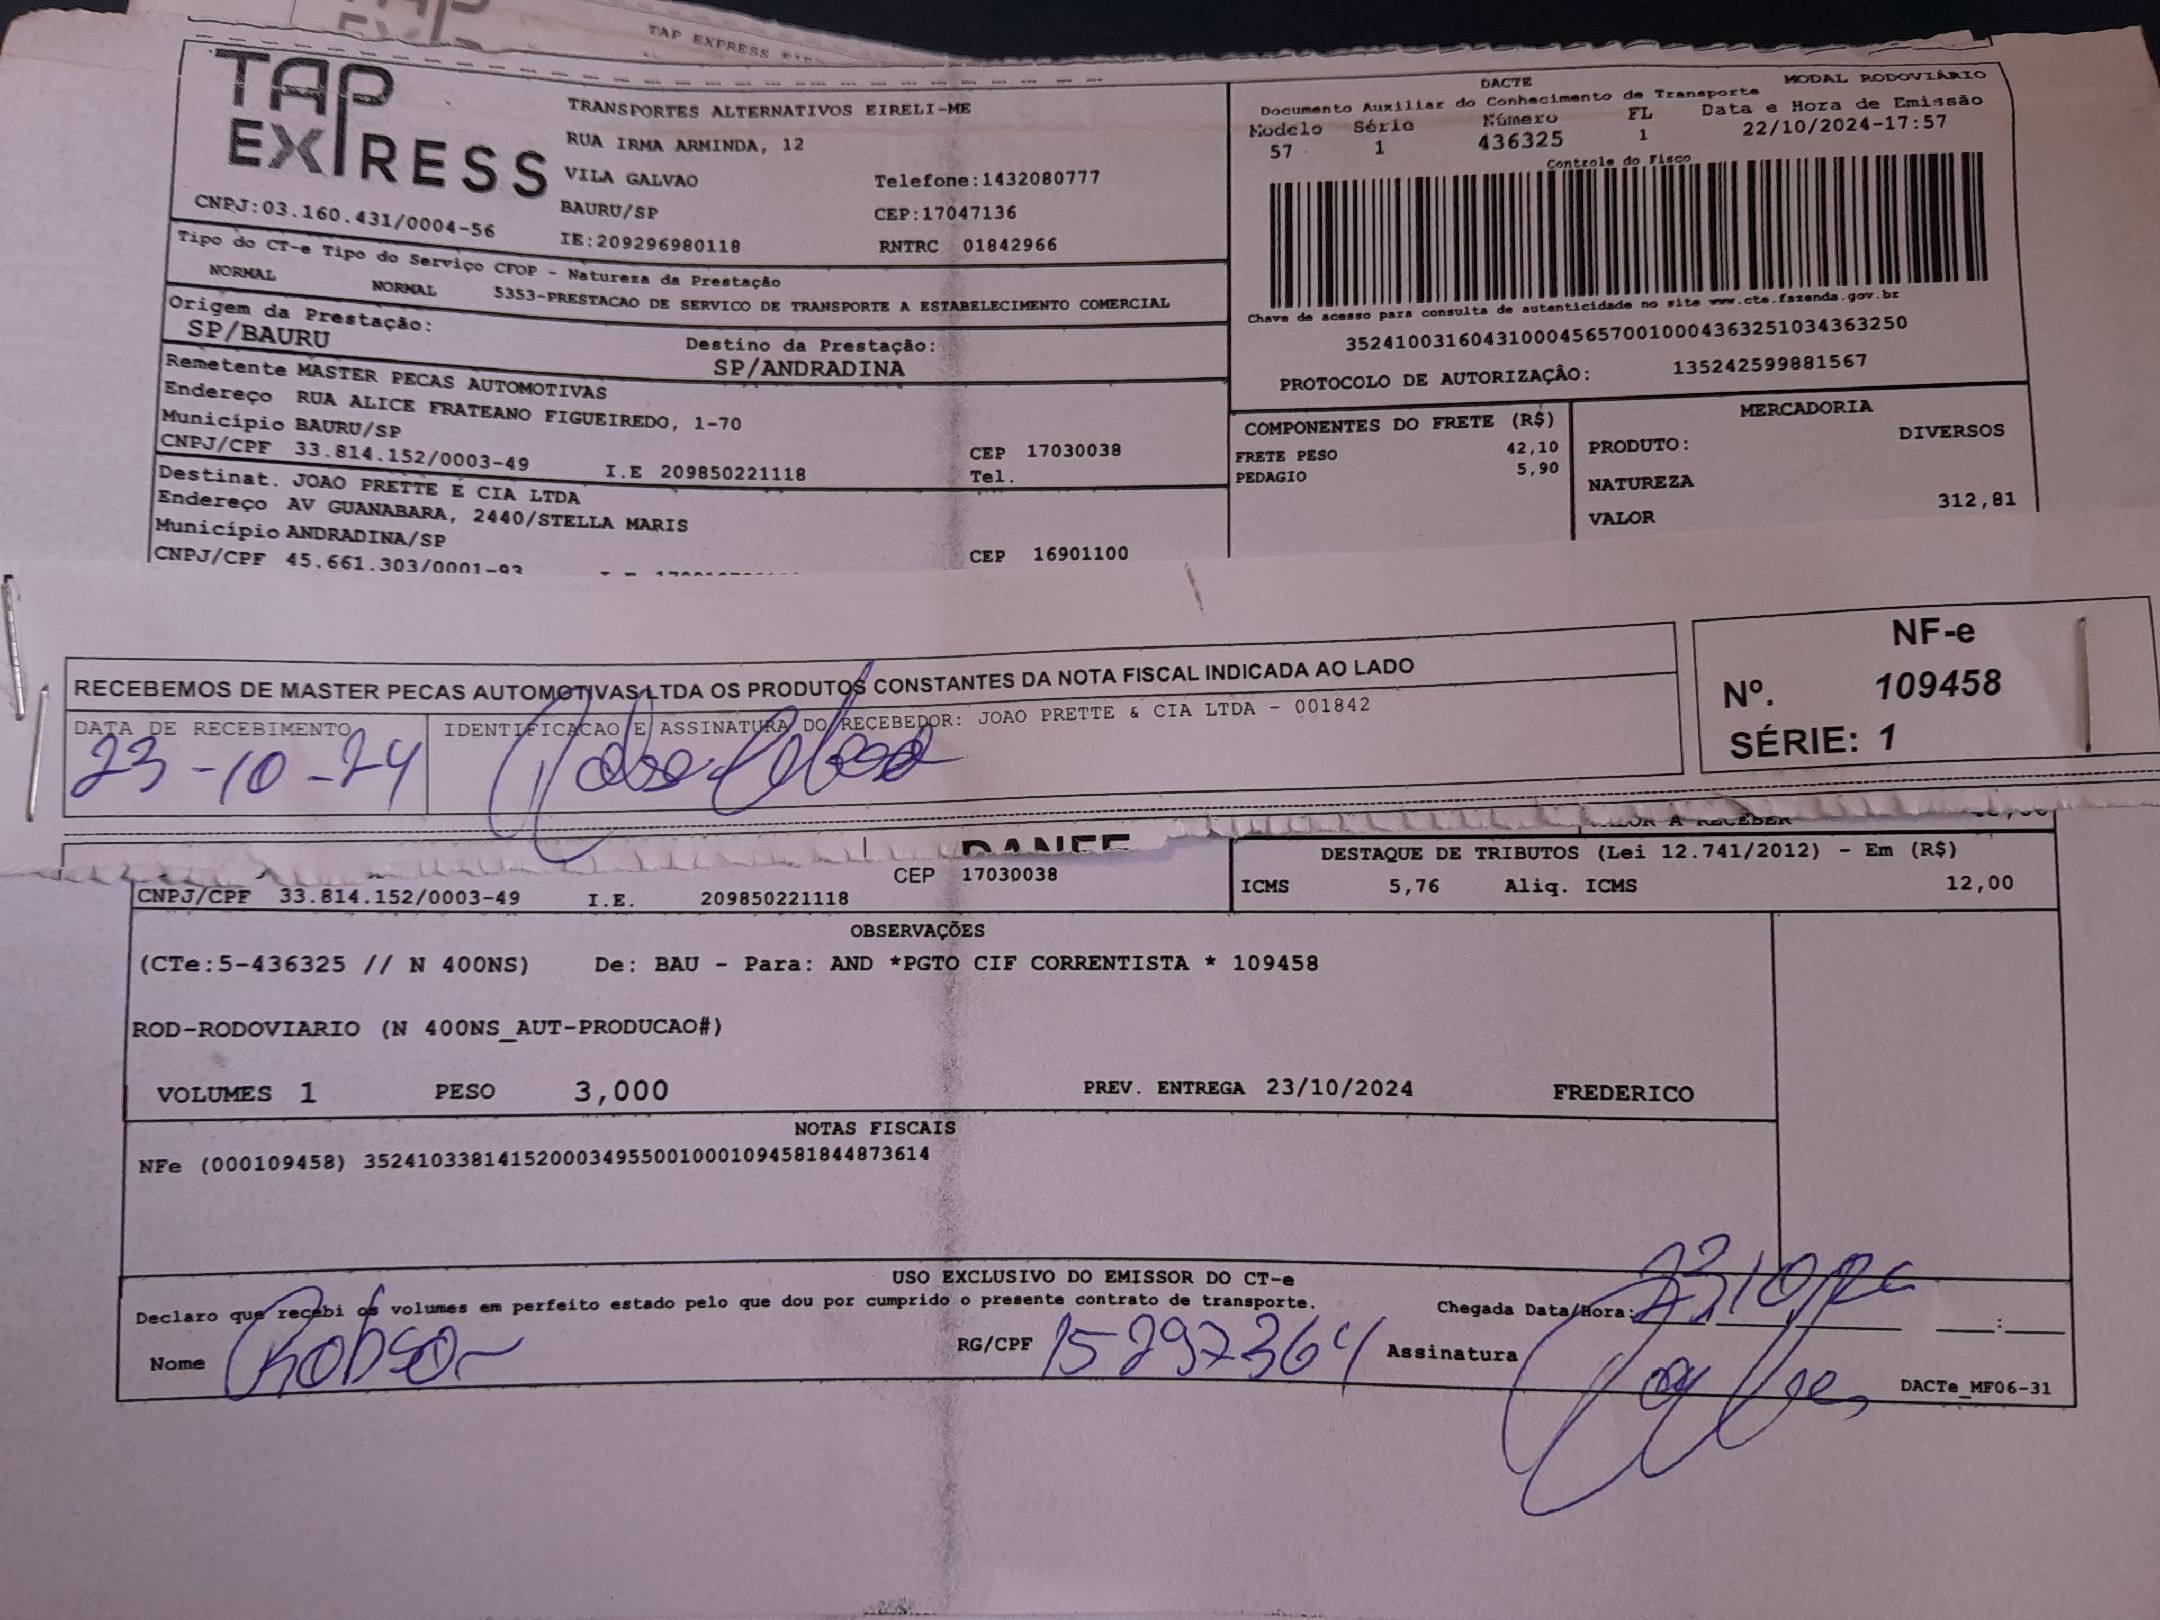 TAP EXPRESS
TAP
EXPRESS
CNPJ:03.160.431/0004-56
TRANSPORTES ALTERNATIVOS EIRELI-ME
RUA IRMA ARMINDA, 12
VILA GALVAO Telefone:1432080777
BAURU/SP CEP:17047136
IE:209296980118 RNTRC 01842966
DACTE MODAL RODOVIÁRIO
Documento Auxiliar do Conhecimento de Transporte
Modelo Série Número FL Data e Hora de Emissão
57 1 436325 1 22/10/2024-17:57
Controle do Fisco
Chave de acesso para consulta de autenticidade no site www.cte.fazenda.gov.br
35241003160431000456570010004363251034363250
PROTOCOLO DE AUTORIZAÇÂO: 135242599881567
Tipo do CT-e Tipo do Serviço CFOP - Natureza da Prestação
NORMAL NORMAL 5353-PRESTACAO DE SERVICO DE TRANSPORTE A ESTABELECIMENTO COMERCIAL
Origem da Prestação: Destino da Prestação:
SP/BAURU SP/ANDRADINA
Remetente MASTER PECAS AUTOMOTIVAS
Endereço RUA ALICE FRATEANO FIGUEIREDO, 1-70
Município BAURU/SP CEP 17030038
CNPJ/CPF 33.814.152/0003-49 I.E 209850221118 Tel.
Destinat. JOAO PRETTE E CIA LTDA
Endereço AV GUANABARA, 2440/STELLA MARIS
Município ANDRADINA/SP CEP 16901100
CNPJ/CPF 45.661.303/0001-93
COMPONENTES DO FRETE (R$)
FRETE PESO 42,10
PEDAGIO 5,90
MERCADORIA
PRODUTO: DIVERSOS
NATUREZA
VALOR 312,81
RECEBEMOS DE MASTER PECAS AUTOMOTIVAS LTDA OS PRODUTOS CONSTANTES DA NOTA FISCAL INDICADA AO LADO
DATA DE RECEBIMENTO IDENTIFICACAO E ASSINATURA DO RECEBEDOR: JOAO PRETTE & CIA LTDA - 001842
23-10-24
NF-e
Nº. 109458
SÉRIE: 1
DANFE
VALOR A RECEBER
CEP 17030038
CNPJ/CPF 33.814.152/0003-49 I.E. 209850221118
DESTAQUE DE TRIBUTOS (Lei 12.741/2012) - Em (R$)
ICMS 5,76 Aliq. ICMS 12,00
OBSERVAÇÕES
(CTe:5-436325 // N 400NS) De: BAU - Para: AND *PGTO CIF CORRENTISTA * 109458
ROD-RODOVIARIO (N 400NS_AUT-PRODUCAO#)
VOLUMES 1 PESO 3,000 PREV. ENTREGA 23/10/2024 FREDERICO
NOTAS FISCAIS
NFe (000109458) 35241033814152000349550010001094581844873614
USO EXCLUSIVO DO EMISSOR DO CT-e
Declaro que recebi os volumes em perfeito estado pelo que dou por cumprido o presente contrato de transporte. Chegada Data/Hora: :
Nome Robson RG/CPF 152973641 Assinatura
DACTe_MF06-31